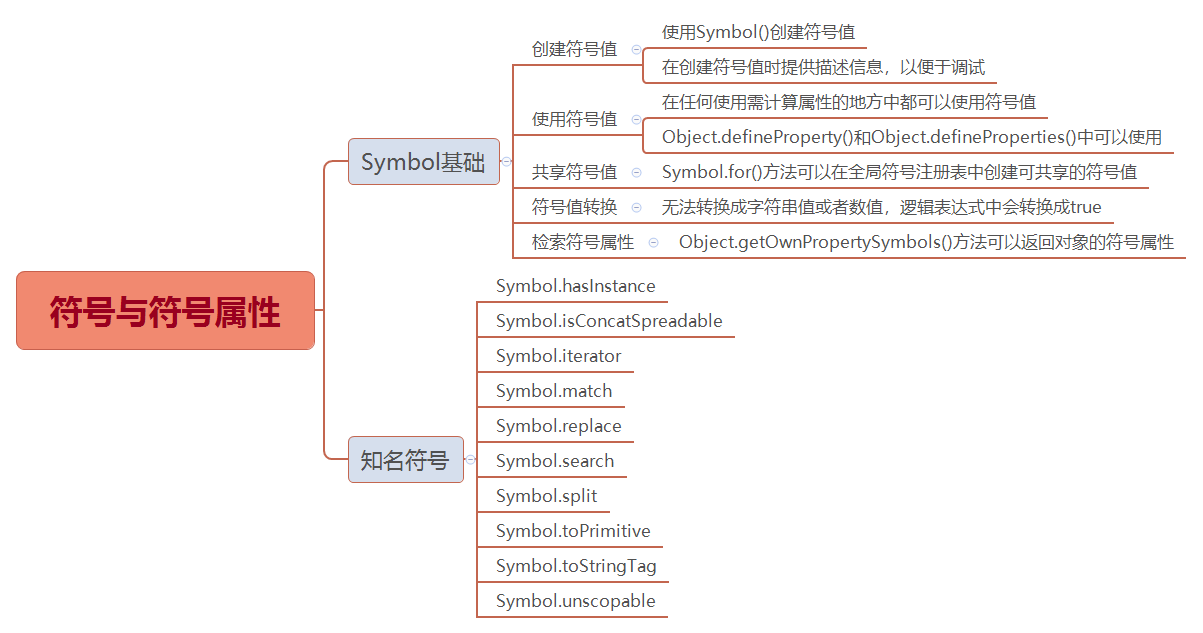 符号与符号属性
Symbol基础
创建符号值
使用Symbol()创建符号值
在创建符号值时提供描述信息，以便于调试
使用符号值
在任何使用需计算属性的地方中都可以使用符号值
Object.defineProperty()和Object.defineProperties()中可以使用
共享符号值
Symbol.for()方法可以在全局符号注册表中创建可共享的符号值
符号值转换
无法转换成字符串值或者数值，逻辑表达式中会转换成true
检索符号属性
Object.getOwnPropertySymbols()方法可以返回对象的符号属性
知名符号
Symbol.hasInstance
Symbol.isConcatSpreadable
Symbol.iterator
Symbol.match
Symbol.replace
Symbol.search
Symbol.split
Symbol.toPrimitive
Symbol.toStringTag
Symbol.unscopable